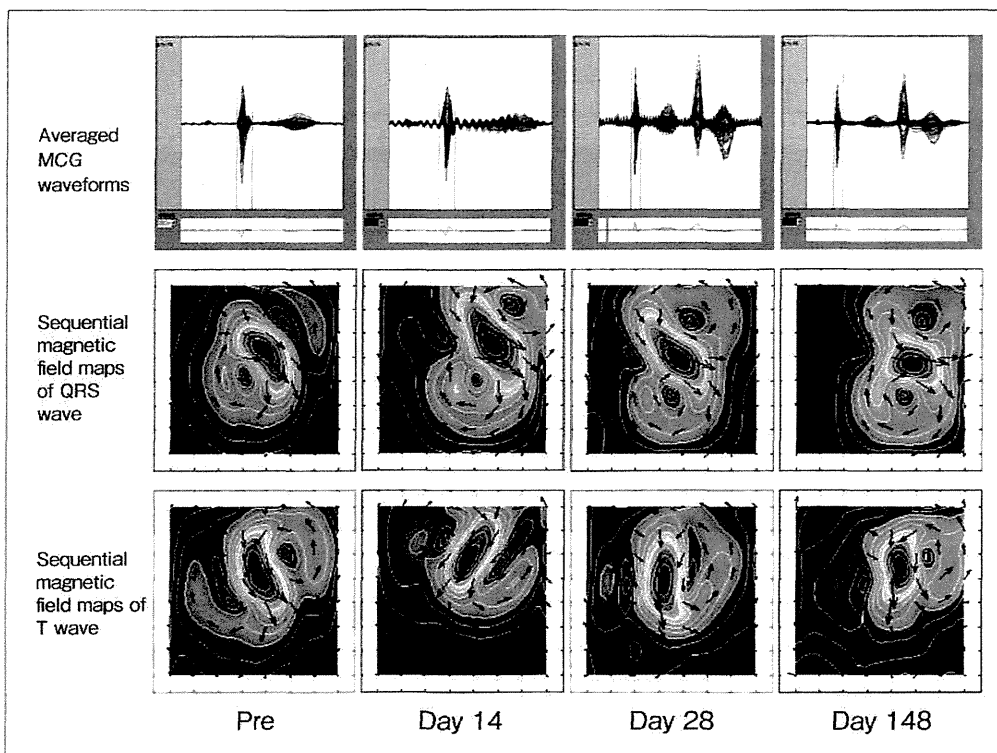 Averaged
MCG
waveforms
Sequential
magnetic
field maps
of QRS
wave
Sequential
magnetic
field maps of
T wave
Pre
Day 14
Day 28
Day 148